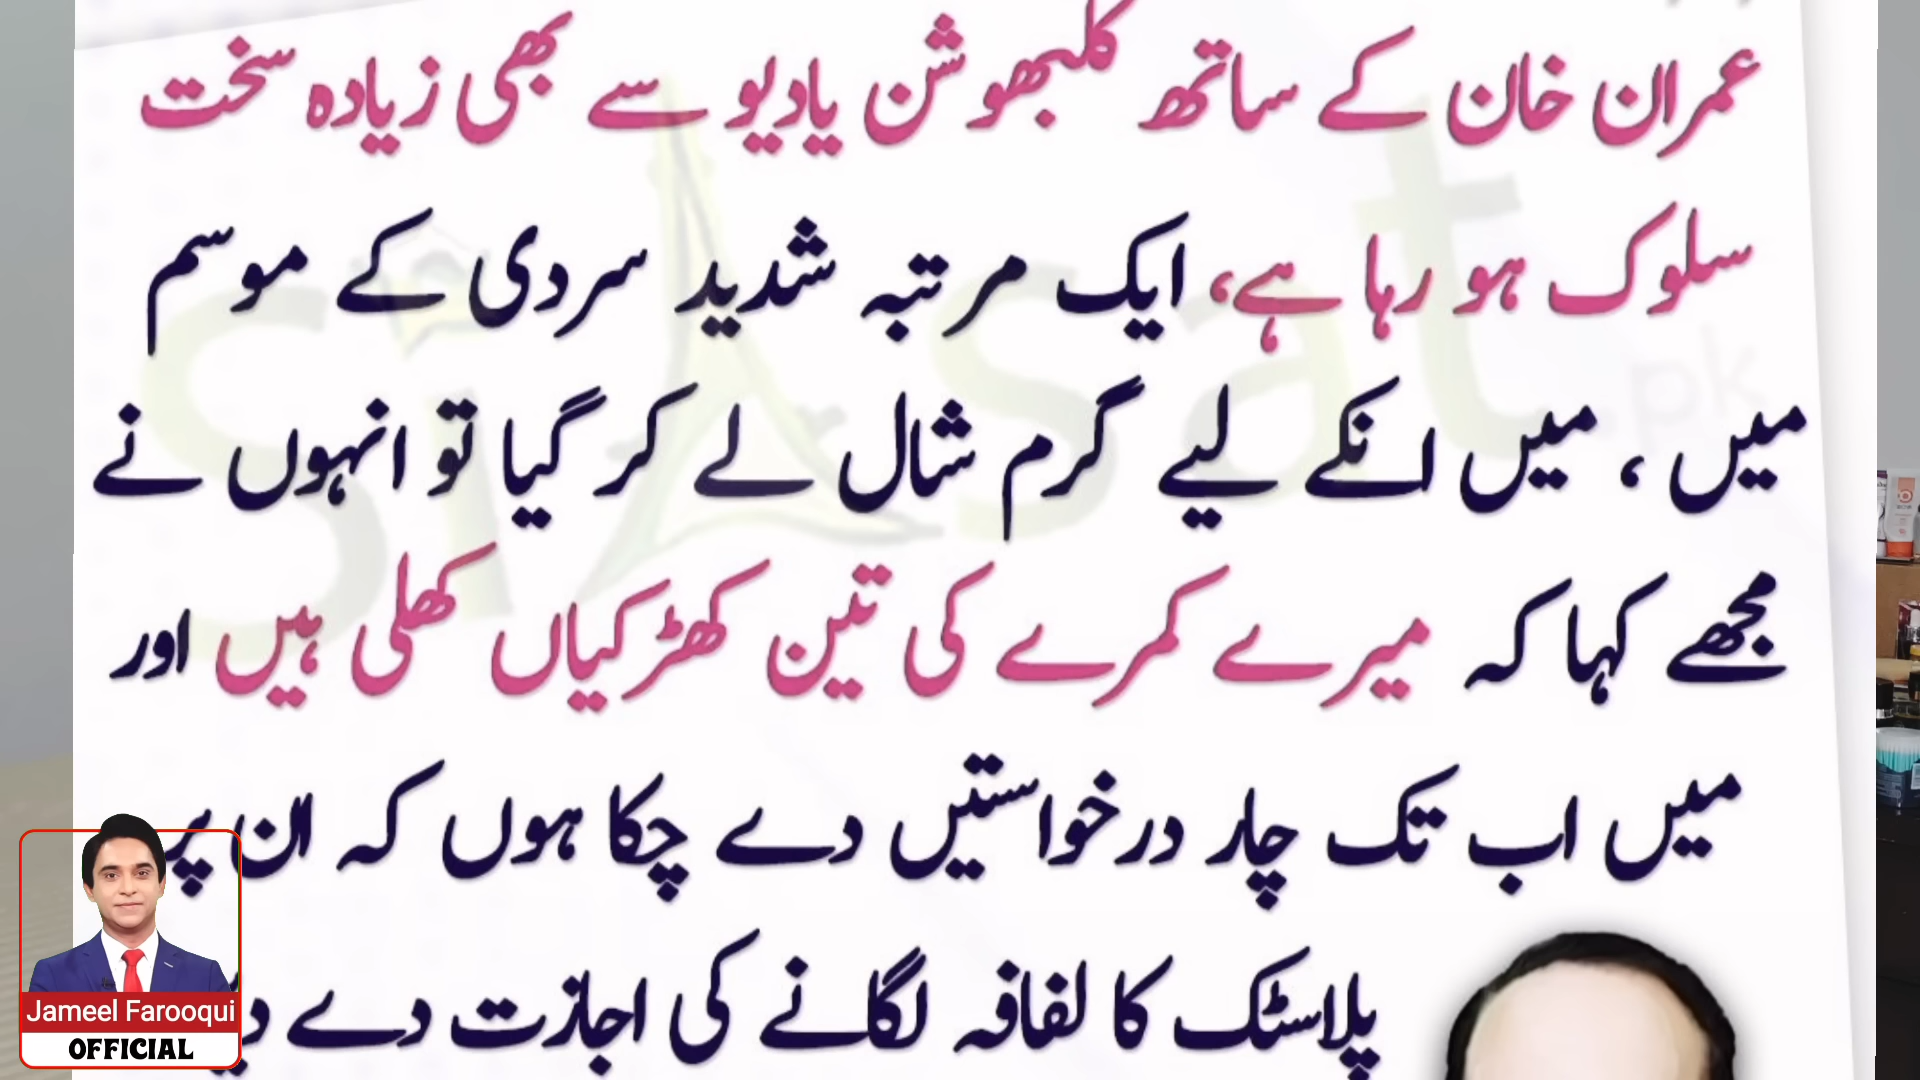 عمران خان کے ساتھ کلبھوشن یادیو سے بھی زیادہ سخت
سلوک ہو رہا ہے، ایک مرتبہ شدید سردی کے موسم
میں، میں انکے لیے گرم شال لے کر گیا تو انہوں نے
مجھے کہا کہ میرے کمرے کی تین کھڑکیاں کھلی ہیں اور
میں اب تک چار درخواستیں دے چکا ہوں کہ ان پر
پلاسٹک کا لفافہ لگانے کی اجازت دے
Siasat.pk
Jameel Farooqui
OFFICIAL